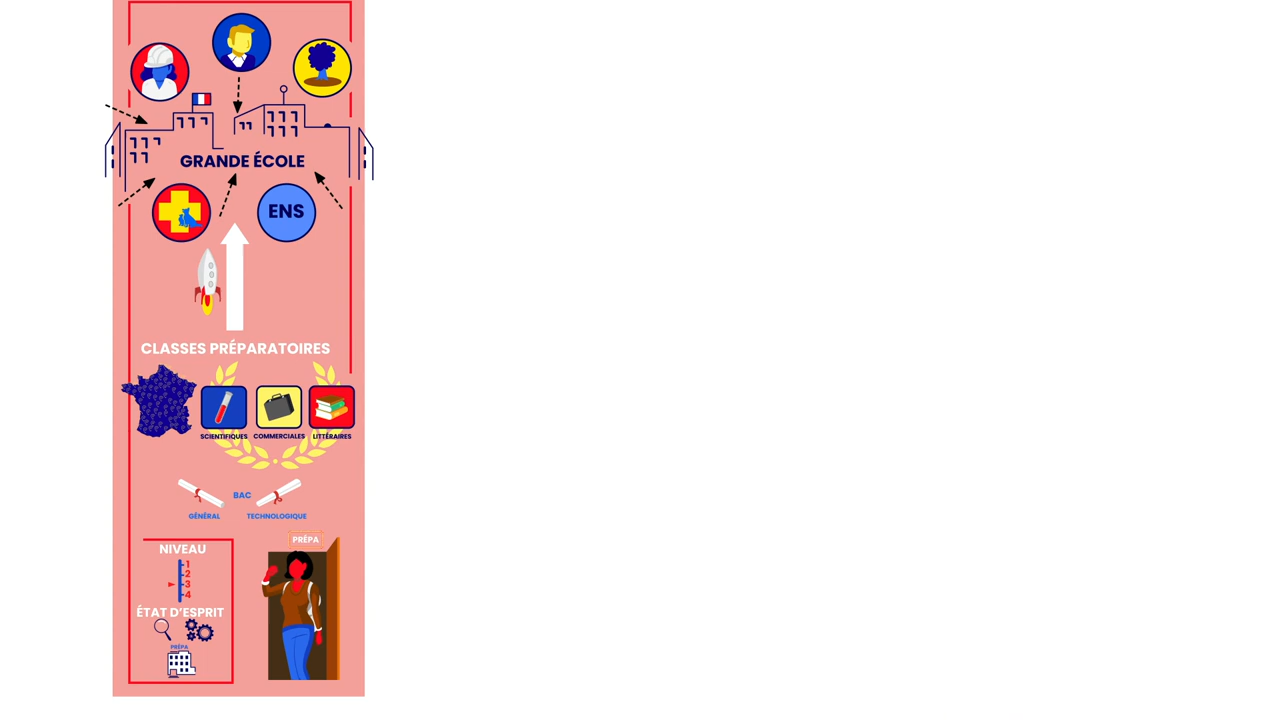 GRANDE ÉCOLE
ENS
CLASSES PRÉPARATOIRES
SCIENTIFIQUES COMMERCIALES LITTÉRAIRES
BAC
GÉNÉRAL TECHNOLOGIQUE
PRÉPA
NIVEAU
1
2
3
4
ÉTAT D'ESPRIT
PRÉPA